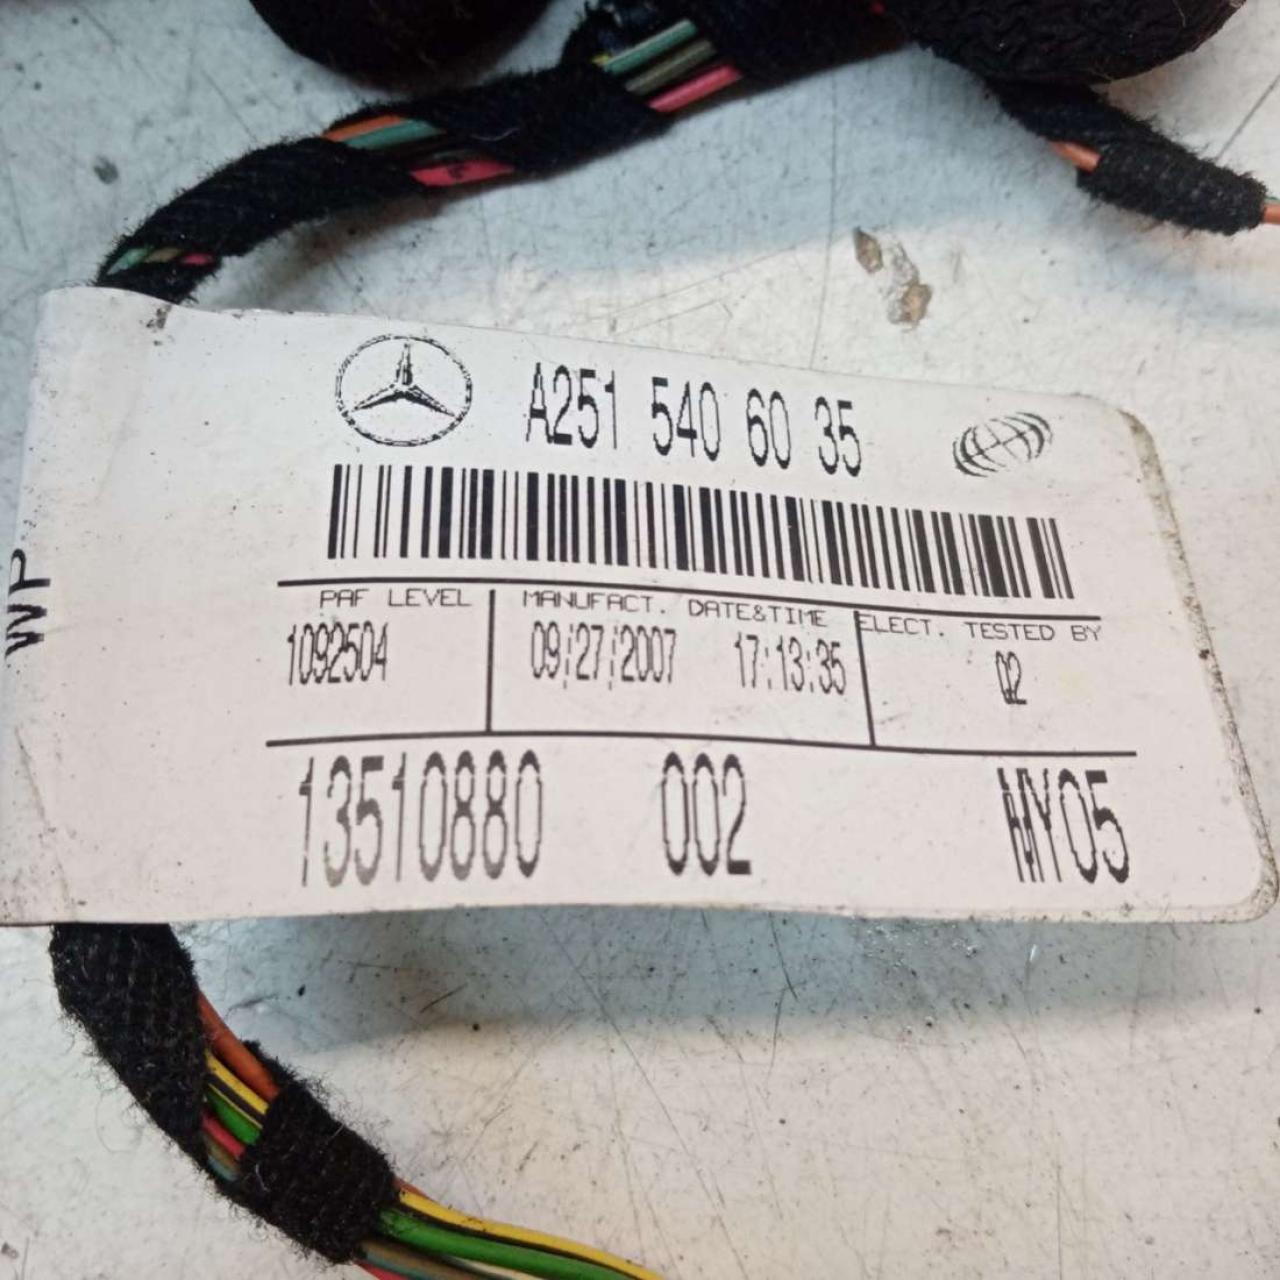 A251 540 60 35
PAF LEVEL
1092504
MANUFACT. DATE&TIME
09/27/2007 17:13:35
ELECT. TESTED BY
02
13510880 002 MY05
WP